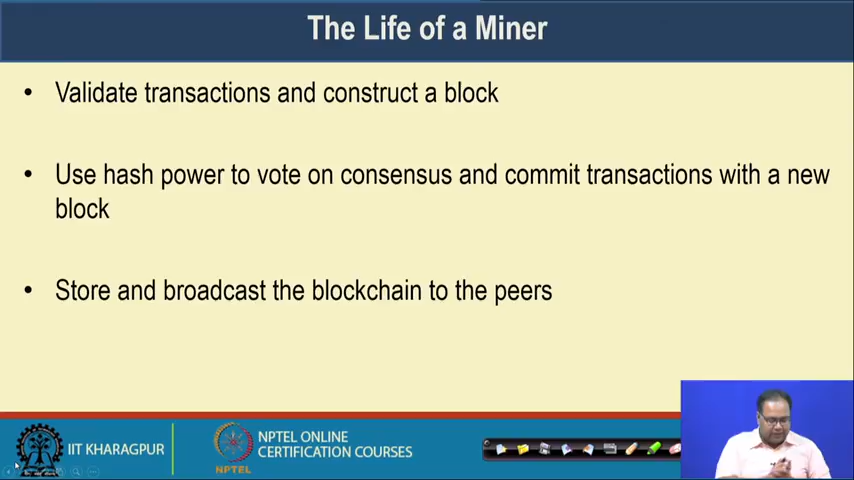 The Life of a Miner
• Validate transactions and construct a block
• Use hash power to vote on consensus and commit transactions with a new
block
• Store and broadcast the blockchain to the peers
IIT KHARAGPUR
NPTEL
NPTEL ONLINE
CERTIFICATION COURSES